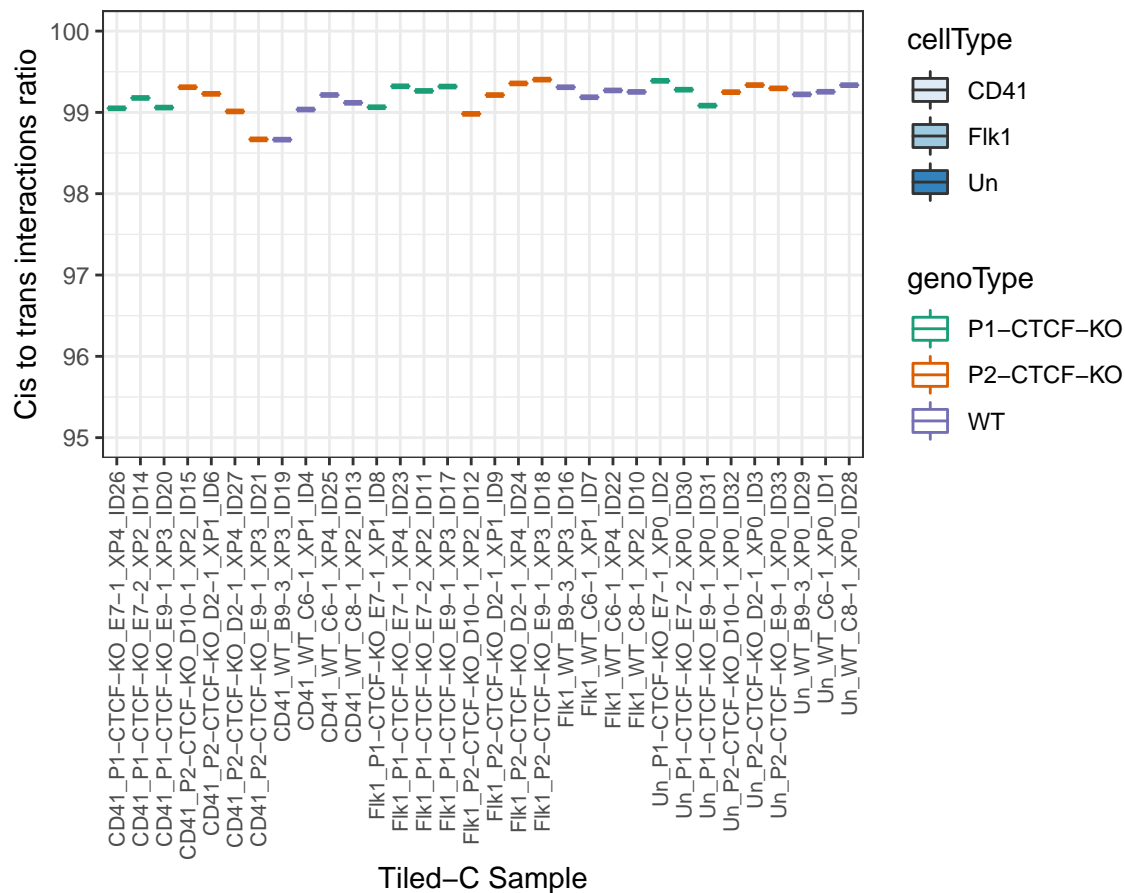 Cis to trans interactions ratio
100
99
98
97
96
95
CD41_P1−CTCF−KO_E7−1_XP4_ID26
CD41_P1−CTCF−KO_E7−2_XP2_ID14
CD41_P1−CTCF−KO_E9−1_XP3_ID20
CD41_P2−CTCF−KO_D10−1_XP2_ID15
CD41_P2−CTCF−KO_D2−1_XP1_ID6
CD41_P2−CTCF−KO_D2−1_XP4_ID27
CD41_P2−CTCF−KO_E9−1_XP3_ID21
CD41_WT_B9−3_XP3_ID19
CD41_WT_C6−1_XP1_ID4
CD41_WT_C6−1_XP4_ID25
CD41_WT_C8−1_XP2_ID13
Flk1_P1−CTCF−KO_E7−1_XP1_ID8
Flk1_P1−CTCF−KO_E7−1_XP4_ID23
Flk1_P1−CTCF−KO_E7−2_XP2_ID11
Flk1_P1−CTCF−KO_E9−1_XP3_ID17
Flk1_P2−CTCF−KO_D10−1_XP2_ID12
Flk1_P2−CTCF−KO_D2−1_XP1_ID9
Flk1_P2−CTCF−KO_D2−1_XP4_ID24
Flk1_P2−CTCF−KO_E9−1_XP3_ID18
Flk1_WT_B9−3_XP3_ID16
Flk1_WT_C6−1_XP1_ID7
Flk1_WT_C6−1_XP4_ID22
Flk1_WT_C8−1_XP2_ID10
Un_P1−CTCF−KO_E7−1_XP0_ID2
Un_P1−CTCF−KO_E7−2_XP0_ID30
Un_P1−CTCF−KO_E9−1_XP0_ID31
Un_P2−CTCF−KO_D10−1_XP0_ID32
Un_P2−CTCF−KO_D2−1_XP0_ID3
Un_P2−CTCF−KO_E9−1_XP0_ID33
Un_WT_B9−3_XP0_ID29
Un_WT_C6−1_XP0_ID1
Un_WT_C8−1_XP0_ID28
Tiled−C Sample
cellType
CD41
Flk1
Un
genoType
P1−CTCF−KO
P2−CTCF−KO
WT